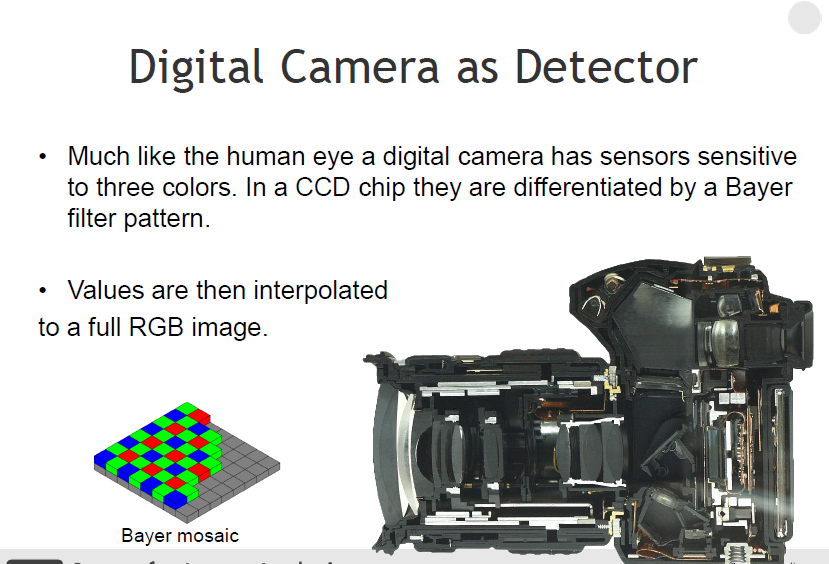 Digital Camera as Detector
• Much like the human eye a digital camera has sensors sensitive
to three colors. In a CCD chip they are differentiated by a Bayer
filter pattern.
• Values are then interpolated
to a full RGB image.
Bayer mosaic